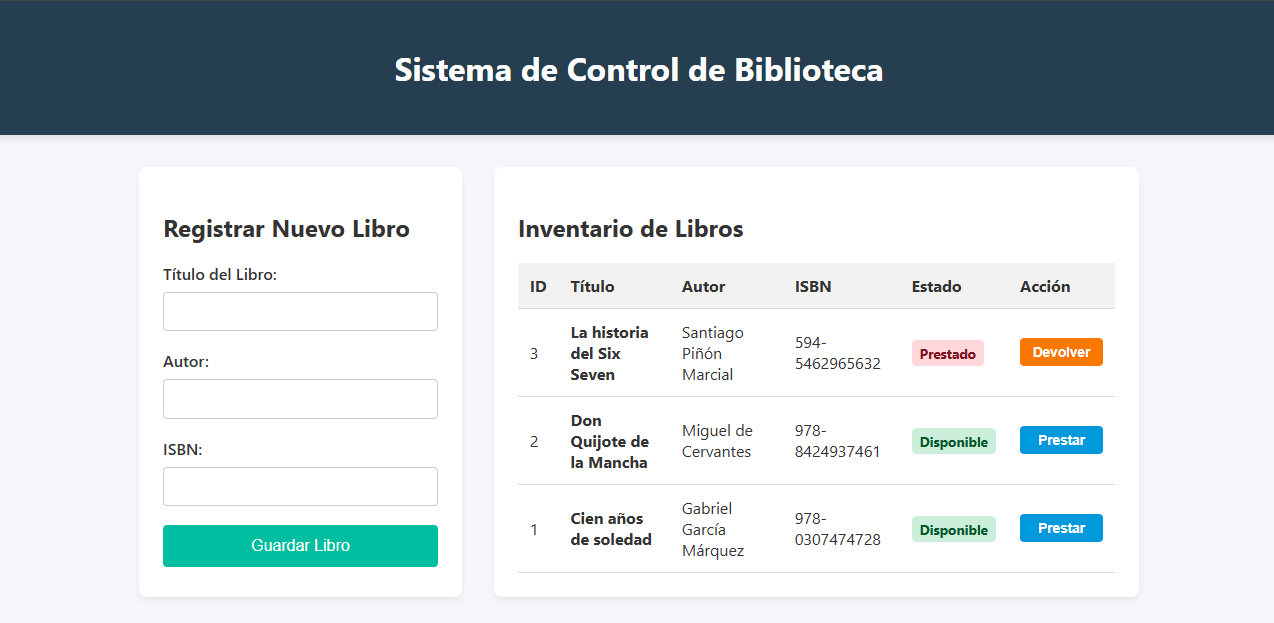 Sistema de Control de Biblioteca
Registrar Nuevo Libro
Título del Libro:
Autor:
ISBN:
Guardar Libro
Inventario de Libros
ID Título Autor ISBN Estado Acción
3
La historia
del Six
Seven
Santiago
Piñón
Marcial
594-
5462965632
Prestado
Devolver
2
Don
Quijote de
la Mancha
Miguel de
Cervantes
978-
8424937461
Disponible
Prestar
1
Cien años
de soledad
Gabriel
García
Márquez
978-
0307474728
Disponible
Prestar